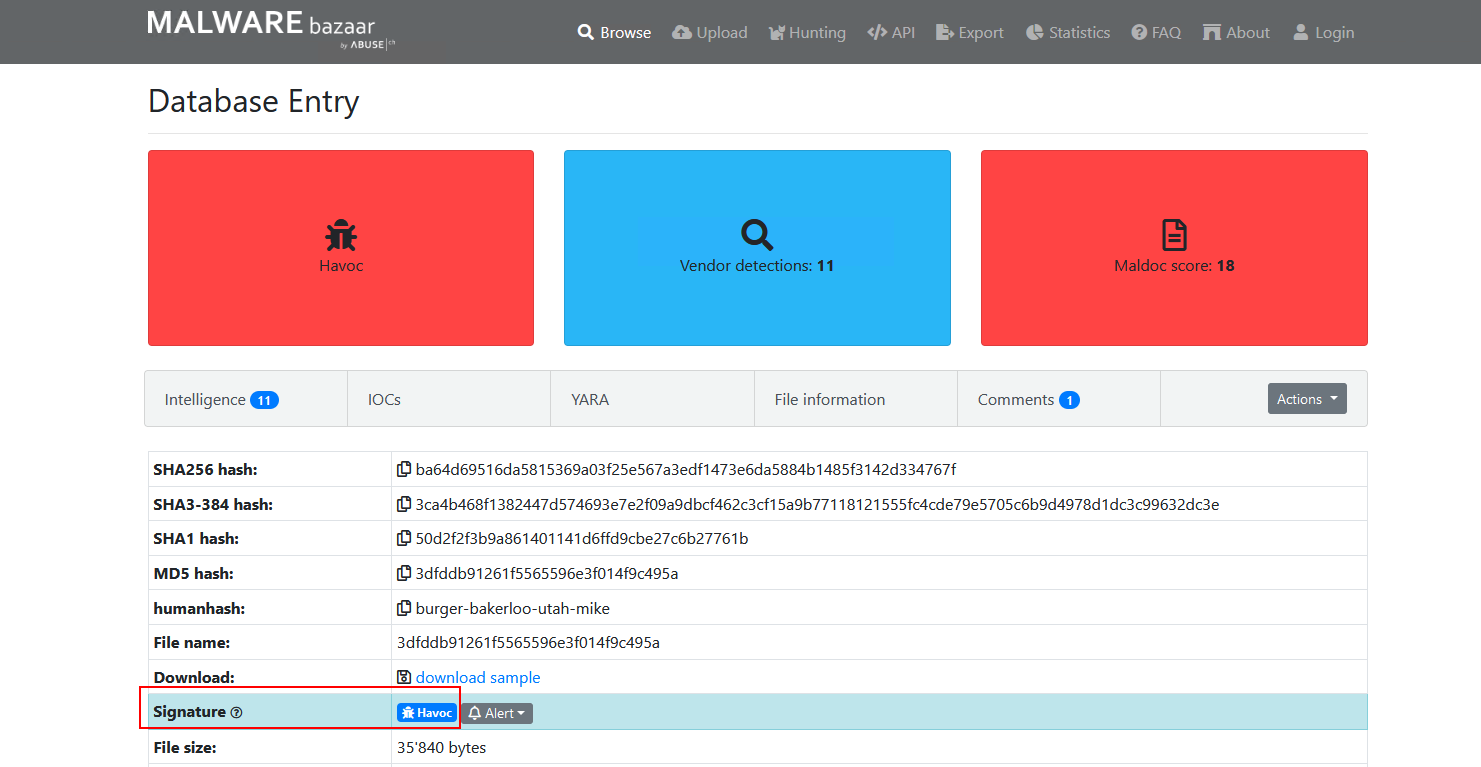 MALWARE bazaar
by ABUSE|ch
Browse Upload Hunting API Export Statistics FAQ About Login
Database Entry
Havoc
Vendor detections: 11
Maldoc score: 18
Intelligence 11 IOCs YARA File information Comments 1 Actions
SHA256 hash: ba64d69516da5815369a03f25e567a3edf1473e6da5884b1485f3142d334767f
SHA3-384 hash: 3ca4b468f1382447d574693e7e2f09a9dbcf462c3cf15a9b77118121555fc4cde79e5705c6b9d4978d1dc3c99632dc3e
SHA1 hash: 50d2f2f3b9a861401141d6ffd9cbe27c6b27761b
MD5 hash: 3dfddb91261f5565596e3f014f9c495a
humanhash: burger-bakerloo-utah-mike
File name: 3dfddb91261f5565596e3f014f9c495a
Download: download sample
Signature Havoc Alert
File size: 35'840 bytes